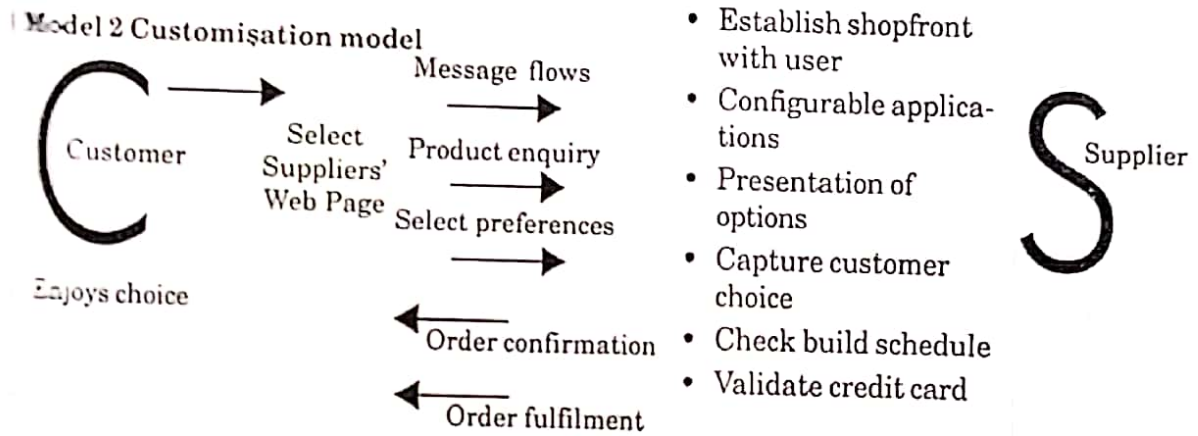 Model 2 Customisation model
Customer
Enjoys choice
Select
Suppliers'
Web Page
Message flows
Product enquiry
Select preferences
Order confirmation
Order fulfilment
• Establish shopfront
with user
• Configurable applica-
tions
• Presentation of
options
• Capture customer
choice
• Check build schedule
• Validate credit card
Supplier